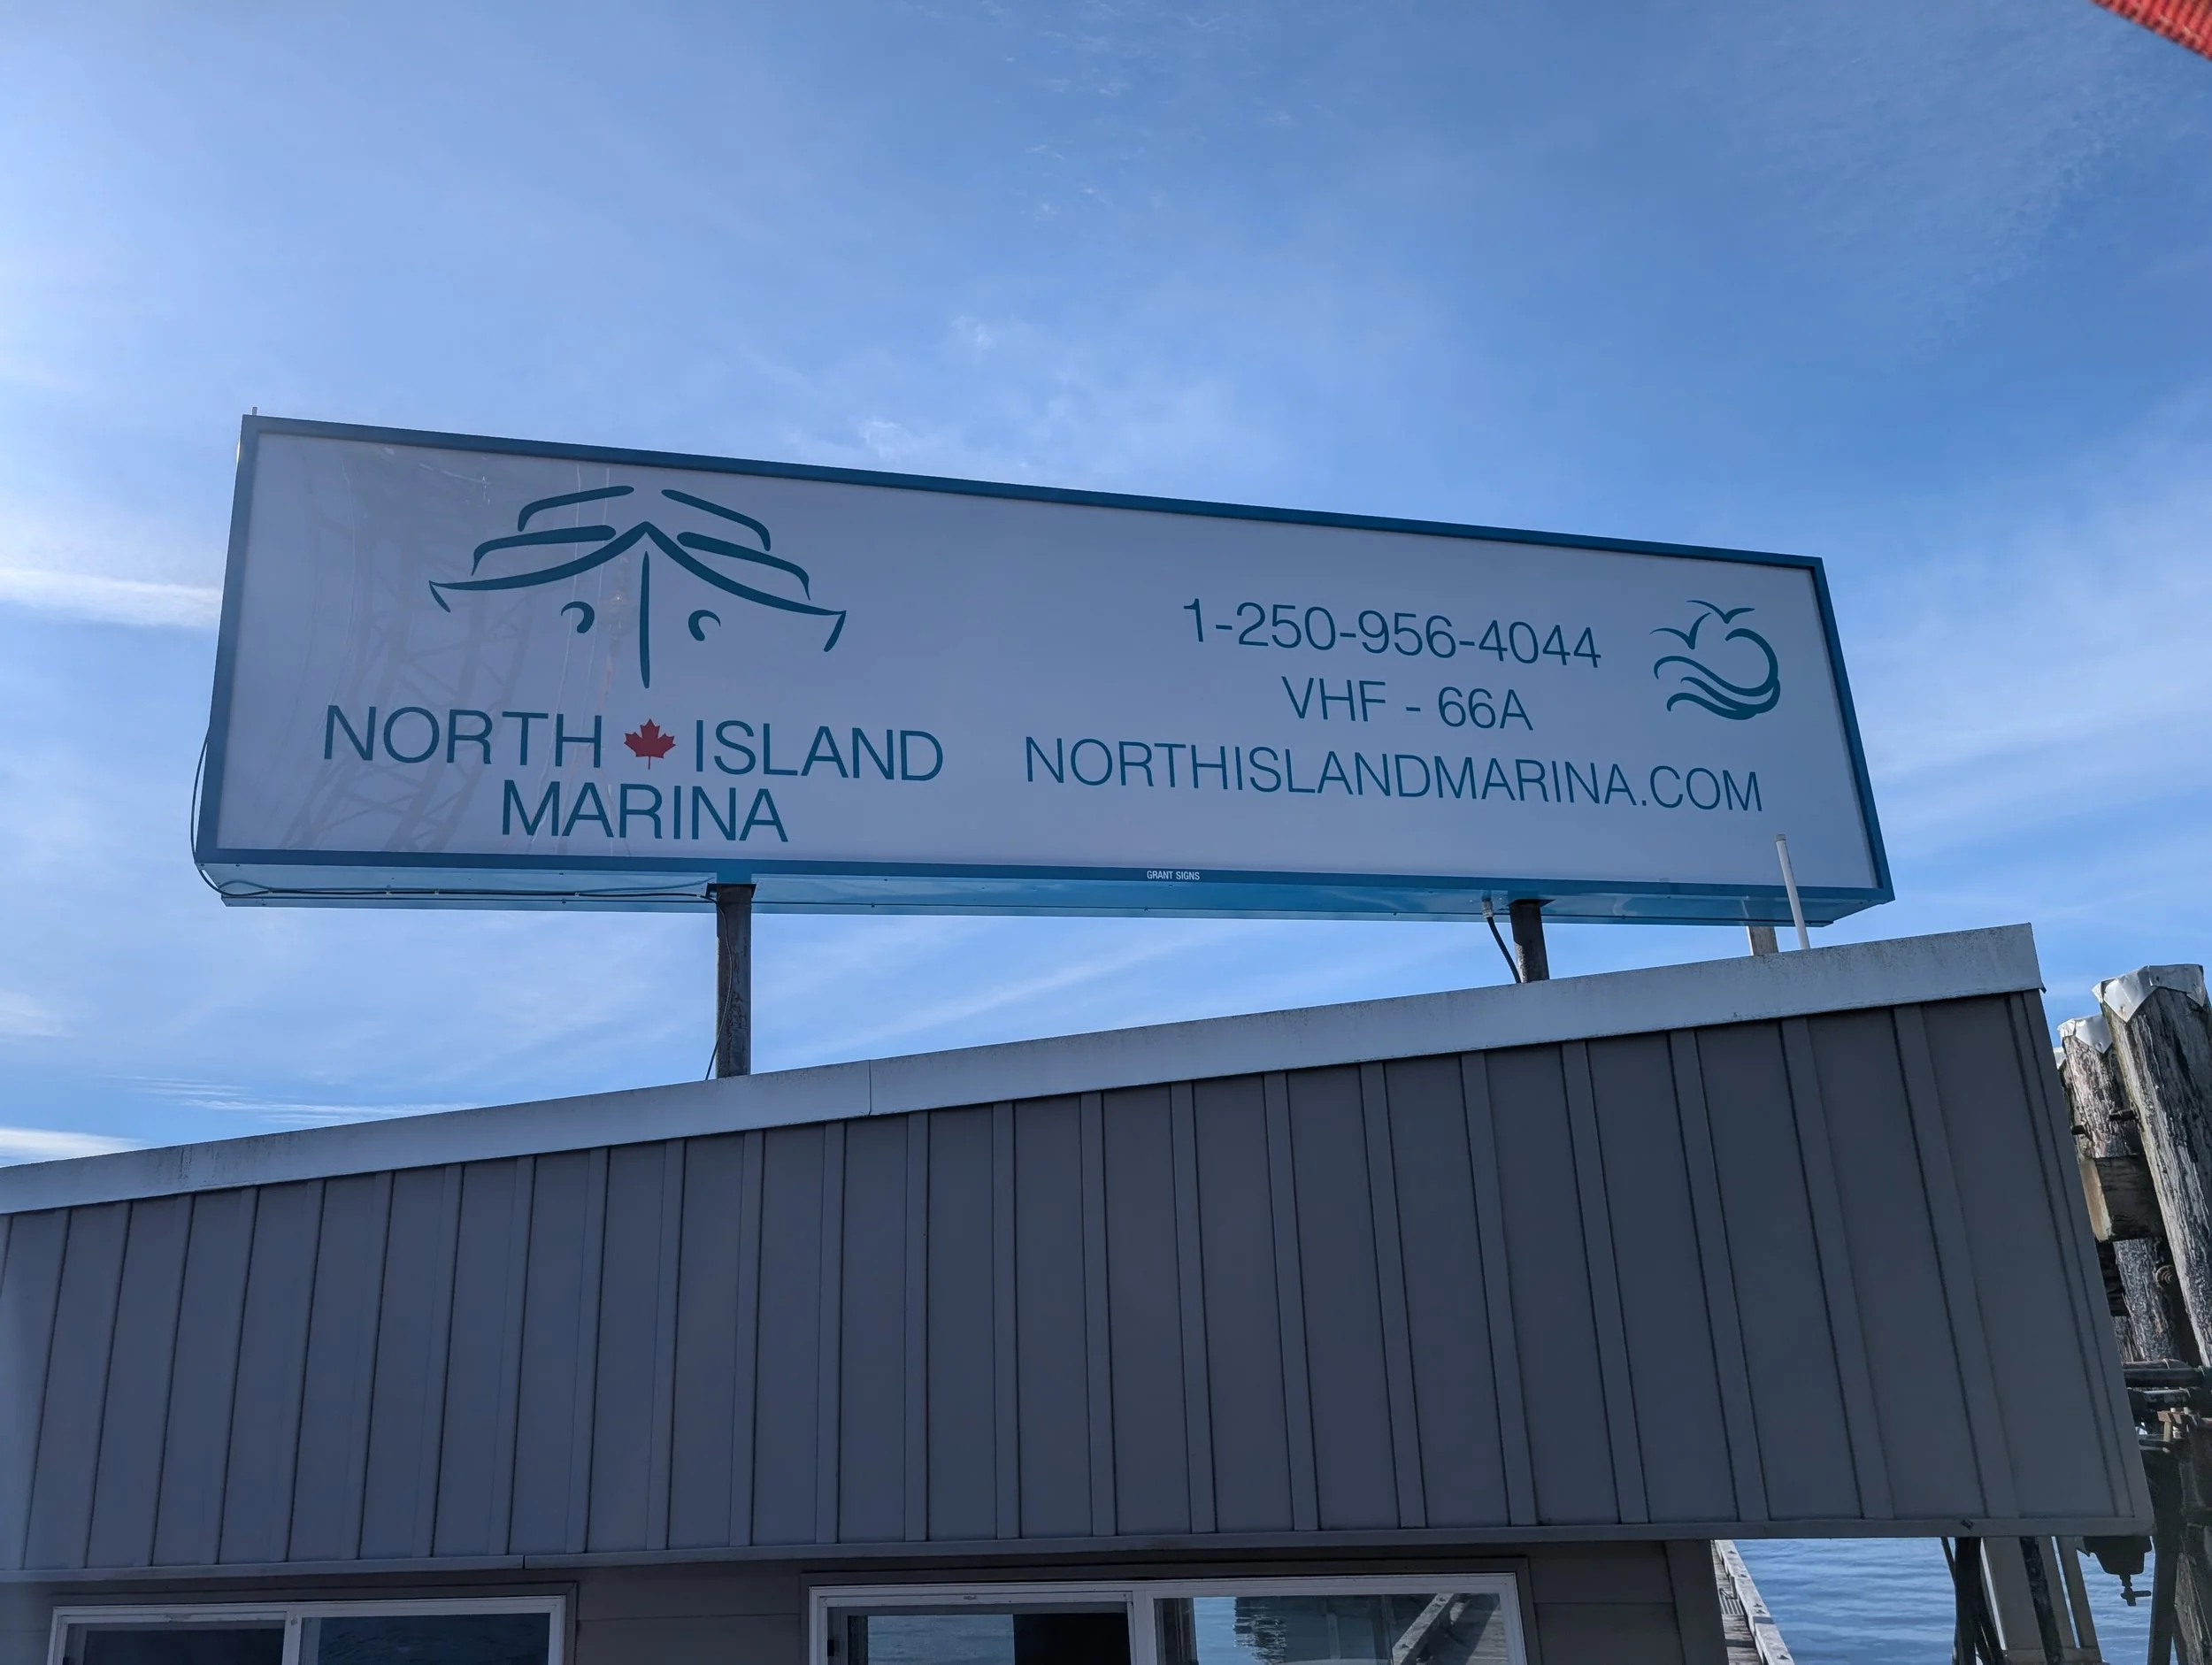 NORTH ISLAND
MARINA
1-250-956-4044
VHF - 66A
NORTHISLANDMARINA.COM
GRANT SIGNS